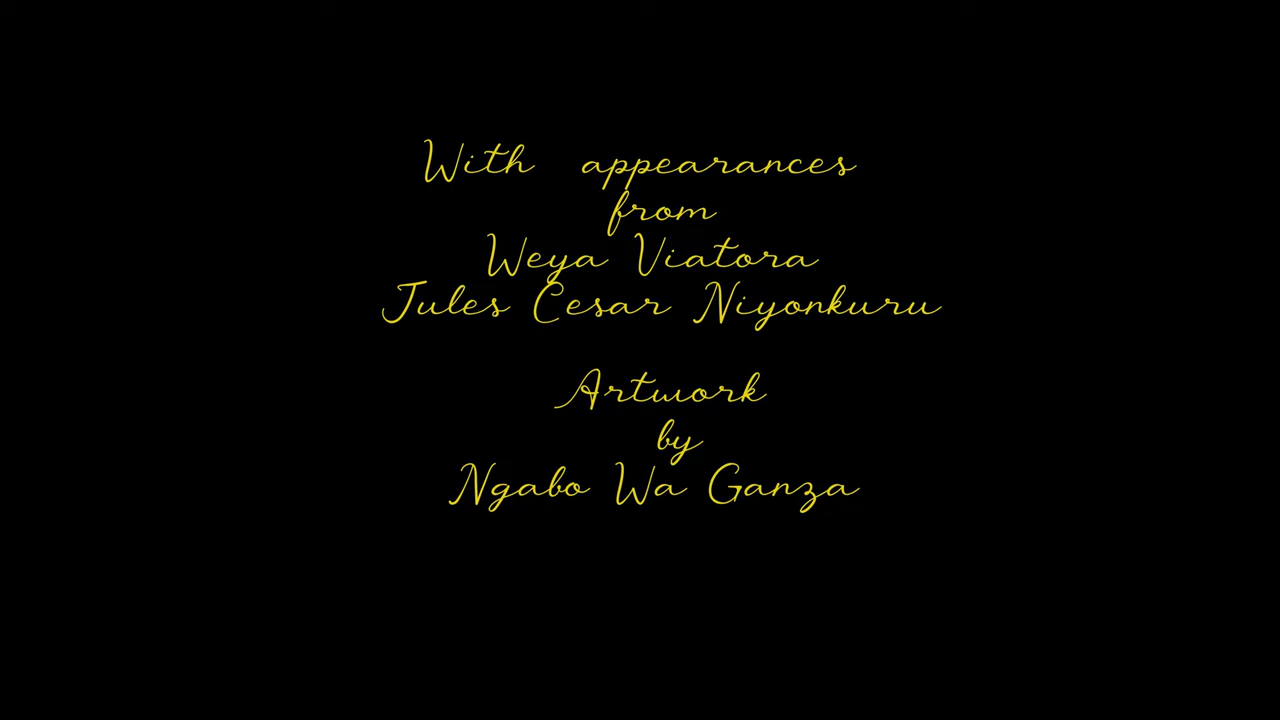 With appearances
from
Weya Viatora
Jules Cesar Niyonkuru
Artwork
by
Ngabo Wa Ganza